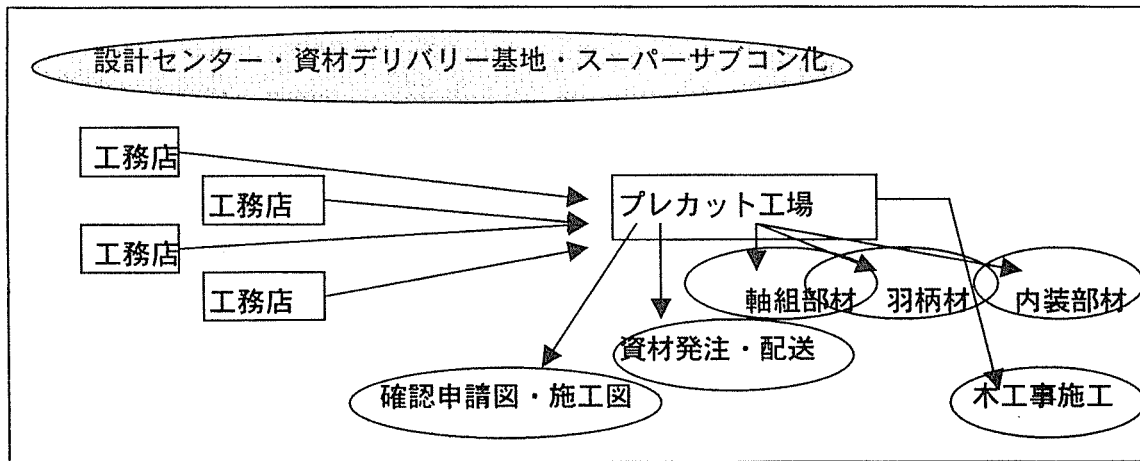 設計センター・資材デリバリー基地・スーパーサブコン化
工務店
工務店
プレカット工場
工務店
工務店
軸組部材
羽柄材
内装部材
資材発注・配送
確認申請図・施工図
木工事施工